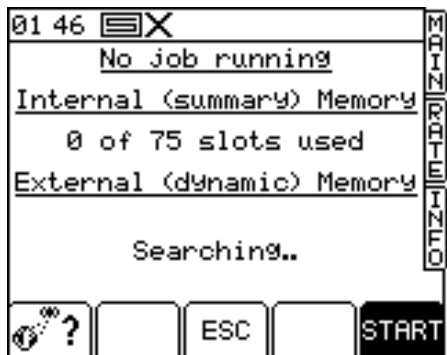 01 46
No job running
Internal (summary) Memory
0 of 75 slots used
External (dynamic) Memory
Searching..
MAIN
RATE
INFO
?
ESC
START